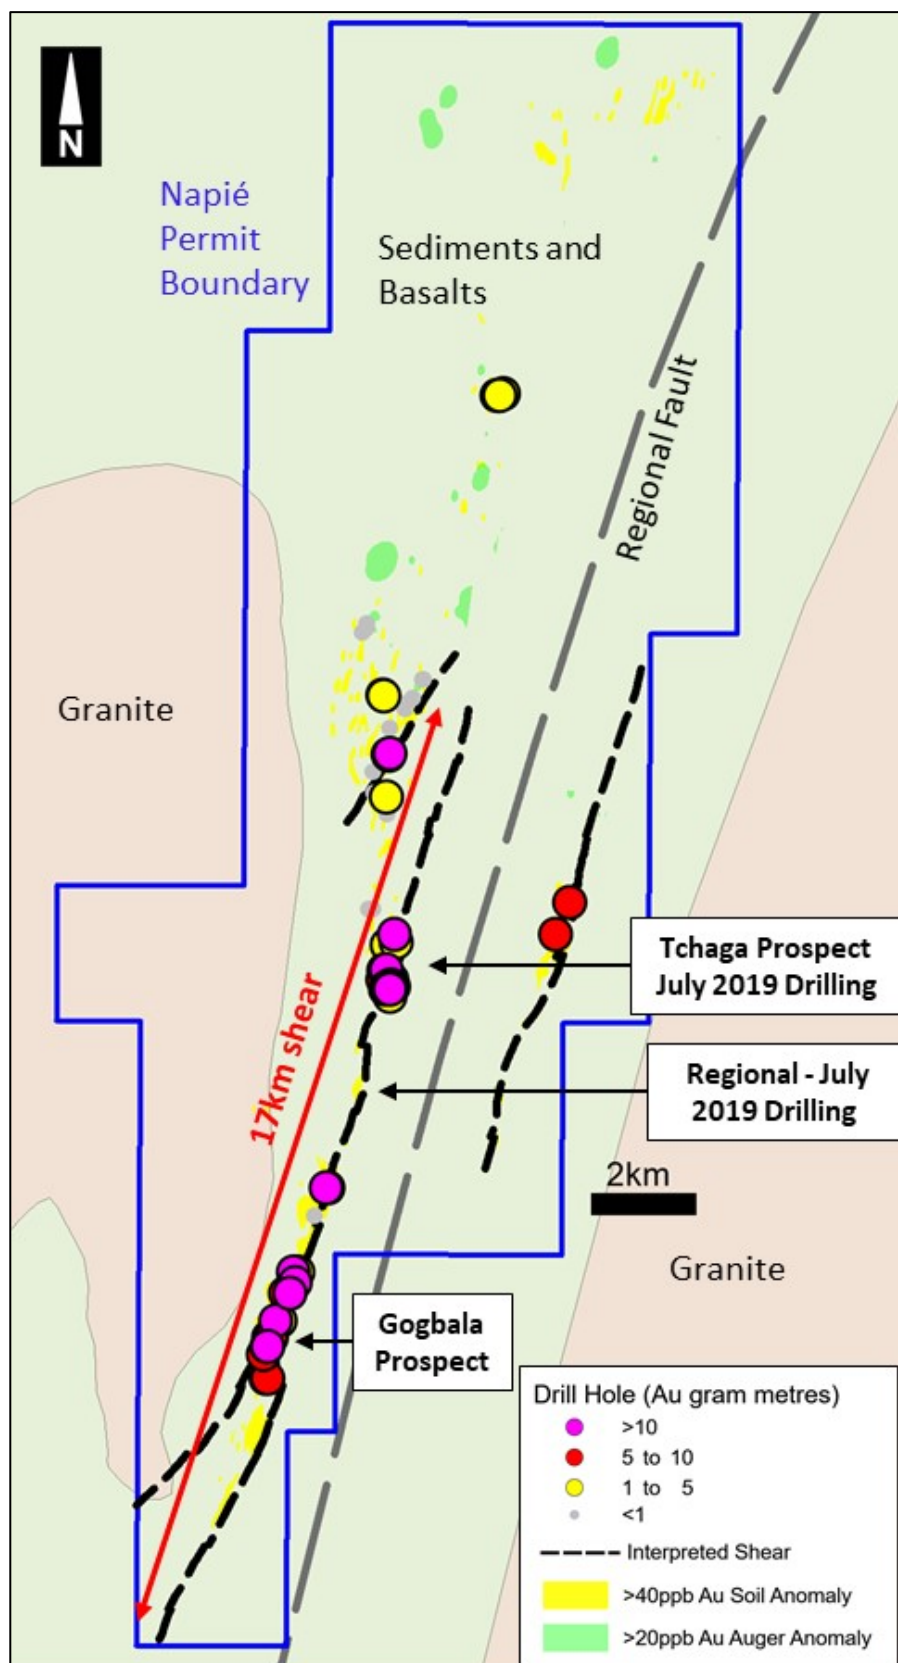 N
Napié
Permit
Boundary
Sediments and
Basalts
Regional Fault
Granite
17km shear
Tchaga Prospect
July 2019 Drilling
Regional - July
2019 Drilling
2km
Granite
Gogbala
Prospect
Drill Hole (Au gram metres)
>10
5 to 10
1 to 5
<1
Interpreted Shear
>40ppb Au Soil Anomaly
>20ppb Au Auger Anomaly